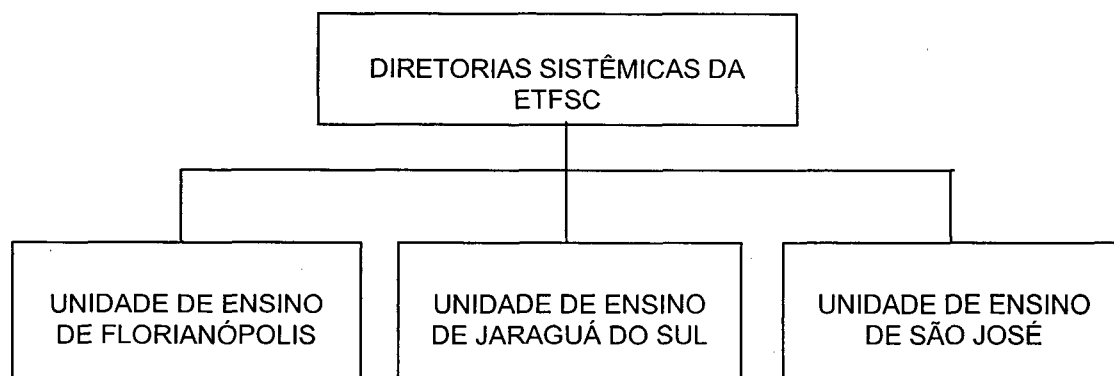 DIRETORIAS SISTÊMICAS DA
ETFSC
UNIDADE DE ENSINO
DE FLORIANÓPOLIS
UNIDADE DE ENSINO
DE JARAGUÁ DO SUL
UNIDADE DE ENSINO
DE SÃO JOSÉ